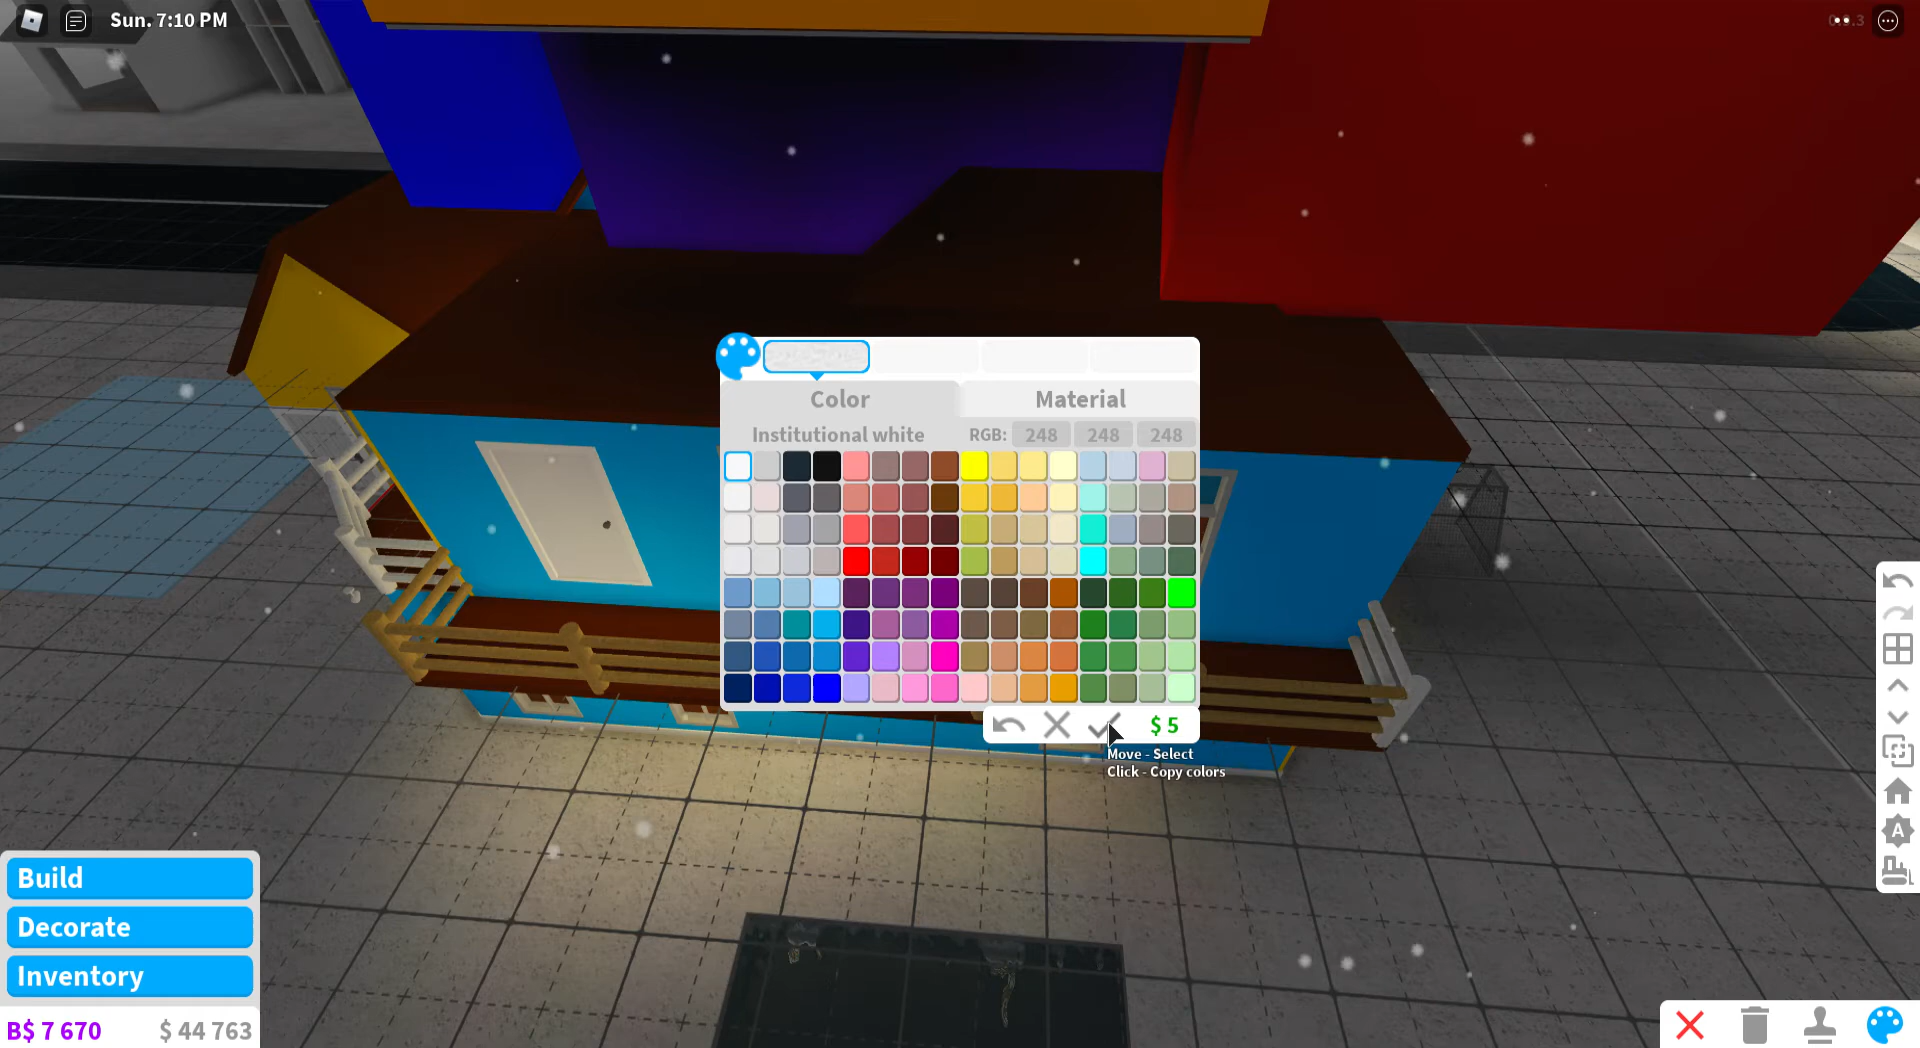 Sun. 7:10 PM
Color
Material
Institutional white
RGB: 248 248 248
$ 5
Move - Select
Click - Copy colors
Build
Decorate
Inventory
B$ 7 670 $ 44 763
A